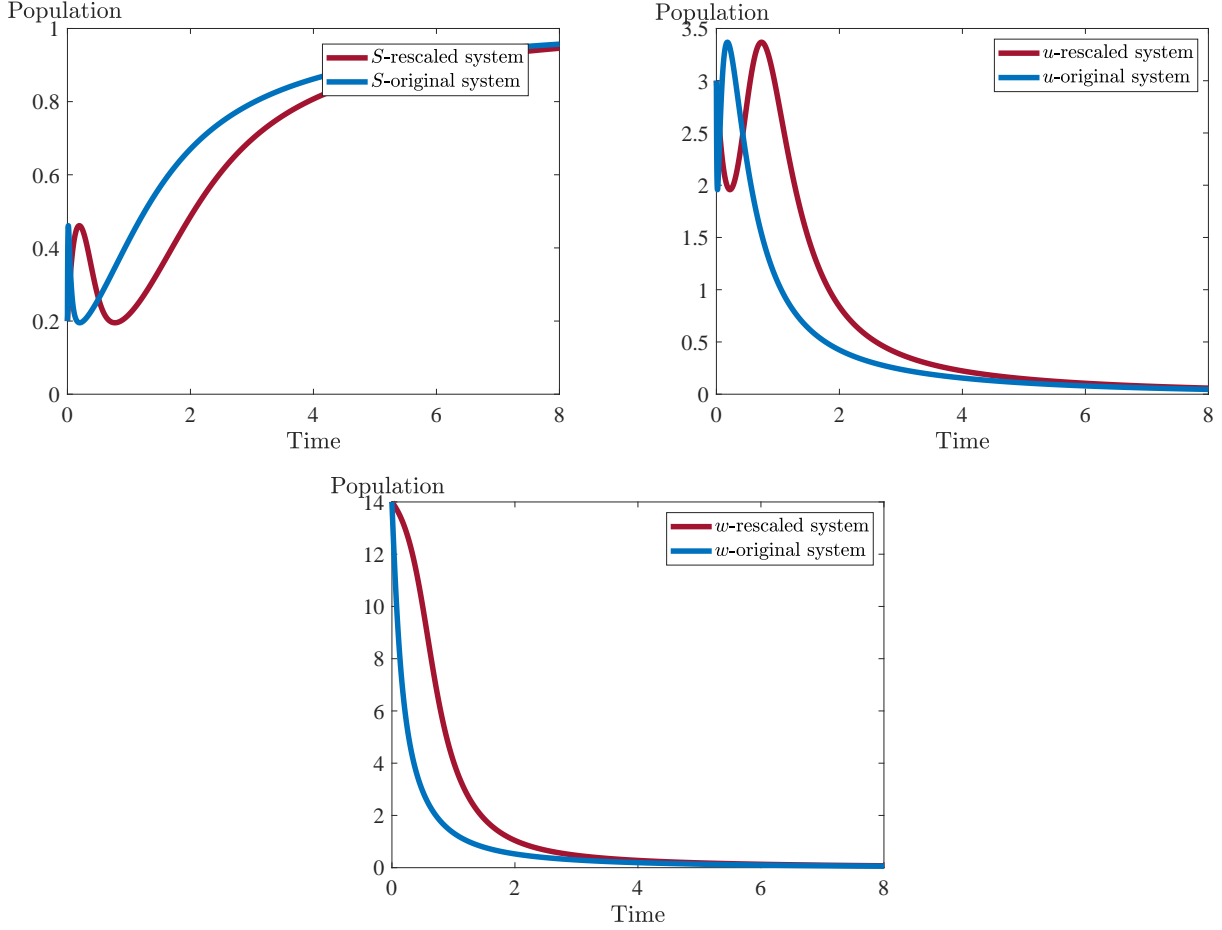 Population
1
0.8
0.6
0.4
0.2
0
0 2 4 6 8
Time
S-rescaled system
S-original system
Population
3.5
3
2.5
2
1.5
1
0.5
0
0 2 4 6 8
Time
u-rescaled system
u-original system
Population
14
12
10
8
6
4
2
0
0 2 4 6 8
Time
w-rescaled system
w-original system